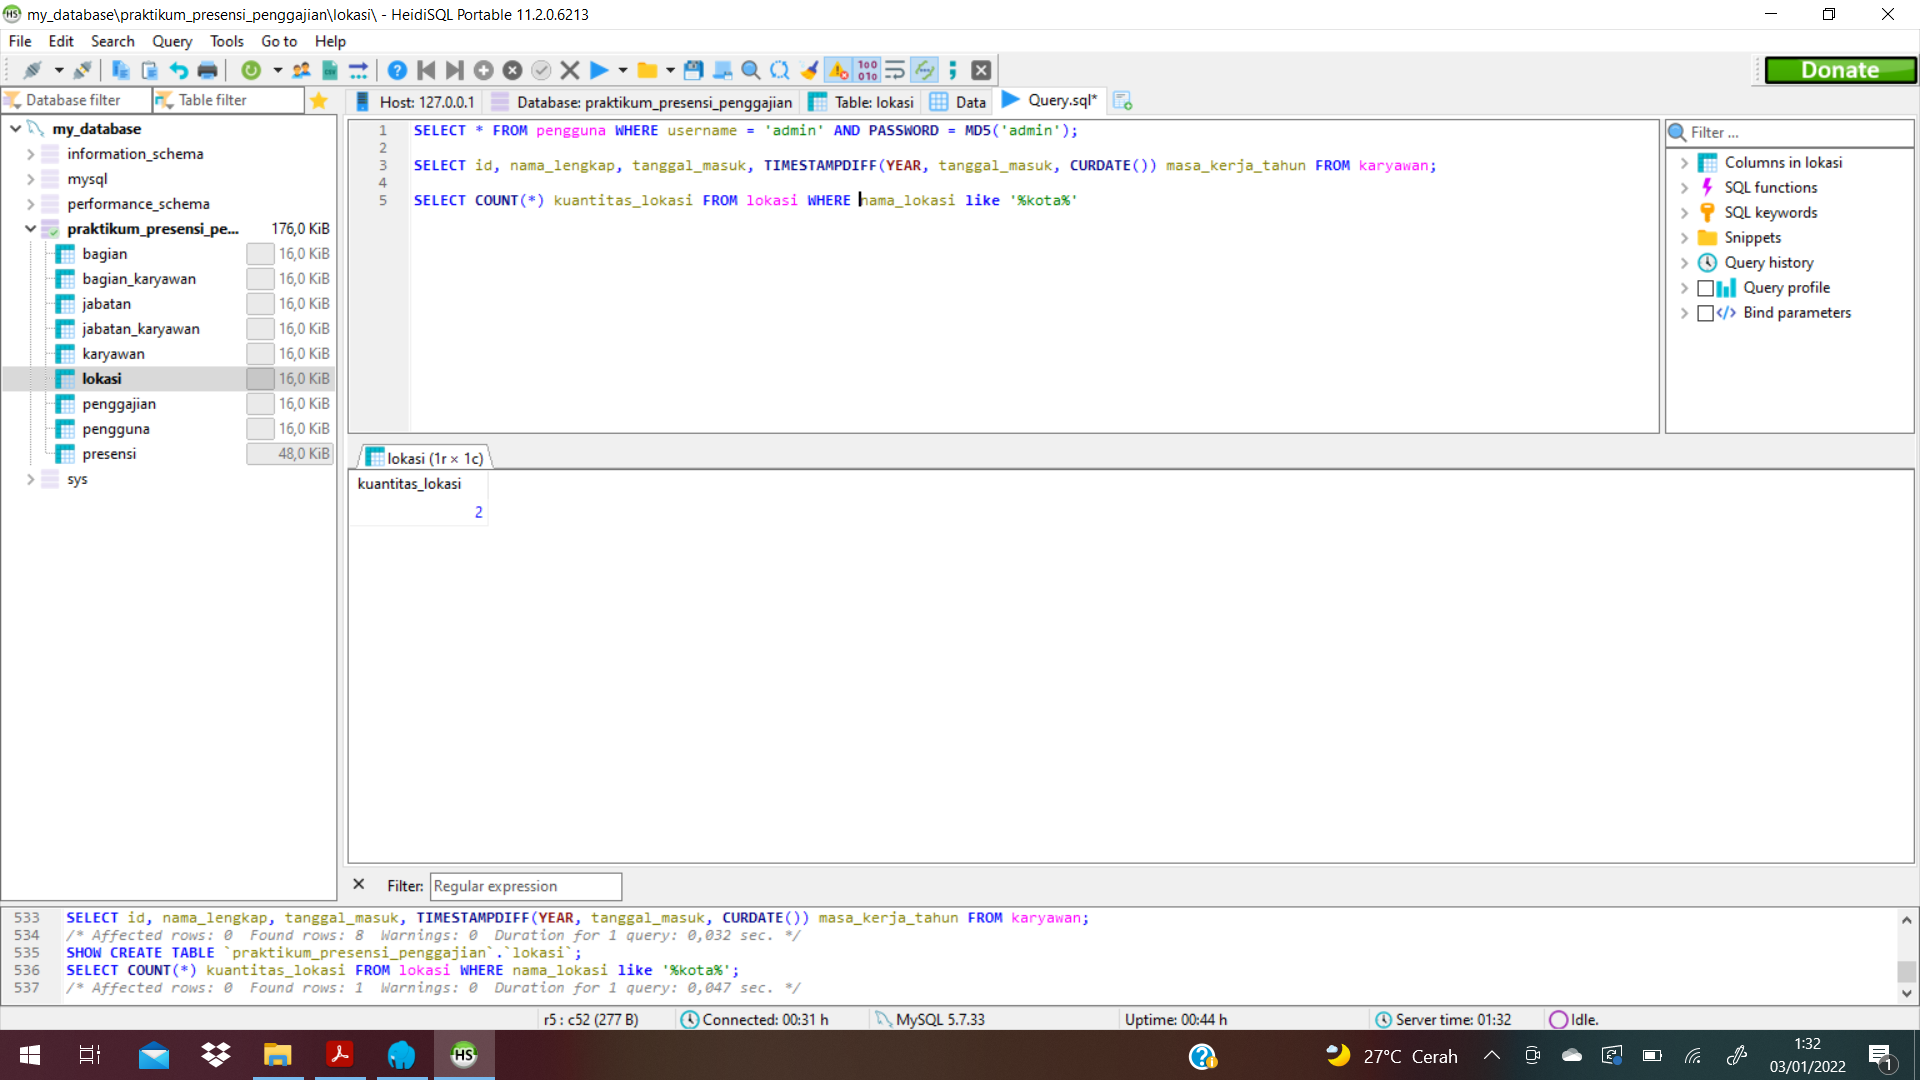 my_database\praktikum_presensi_penggajian\lokasi\ - HeidiSQL Portable 11.2.0.6213
File Edit Search Query Tools Go to Help
Donate
Database filter Table filter
Host: 127.0.0.1 Database: praktikum_presensi_penggajian Table: lokasi Data Query.sql*
my_database
information_schema
mysql
performance_schema
praktikum_presensi_pe... 176,0 KiB
bagian 16,0 KiB
bagian_karyawan 16,0 KiB
jabatan 16,0 KiB
jabatan_karyawan 16,0 KiB
karyawan 16,0 KiB
lokasi 16,0 KiB
penggajian 16,0 KiB
pengguna 16,0 KiB
presensi 48,0 KiB
sys
1 SELECT * FROM pengguna WHERE username = 'admin' AND PASSWORD = MD5('admin');
2
3 SELECT id, nama_lengkap, tanggal_masuk, TIMESTAMPDIFF(YEAR, tanggal_masuk, CURDATE()) masa_kerja_tahun FROM karyawan;
4
5 SELECT COUNT(*) kuantitas_lokasi FROM lokasi WHERE nama_lokasi like '%kota%'
Filter ...
Columns in lokasi
SQL functions
SQL keywords
Snippets
Query history
Query profile
Bind parameters
lokasi (1r × 1c)
kuantitas_lokasi
2
Filter: Regular expression
533 SELECT id, nama_lengkap, tanggal_masuk, TIMESTAMPDIFF(YEAR, tanggal_masuk, CURDATE()) masa_kerja_tahun FROM karyawan;
534 /* Affected rows: 0 Found rows: 8 Warnings: 0 Duration for 1 query: 0,032 sec. */
535 SHOW CREATE TABLE `praktikum_presensi_penggajian`.`lokasi`;
536 SELECT COUNT(*) kuantitas_lokasi FROM lokasi WHERE nama_lokasi like '%kota%';
537 /* Affected rows: 0 Found rows: 1 Warnings: 0 Duration for 1 query: 0,047 sec. */
r5 : c52 (277 B) Connected: 00:31 h MySQL 5.7.33 Uptime: 00:44 h Server time: 01:32 Idle.
HS 27°C Cerah 1:32
03/01/2022 1